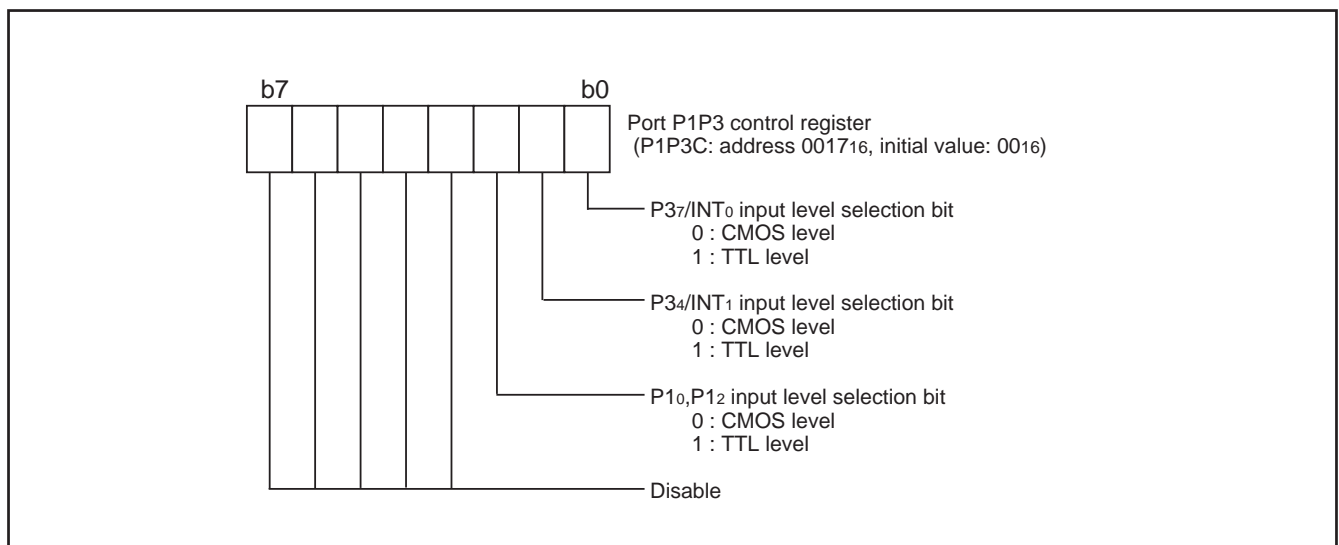 b7 b0
Port P1P3 control register
(P1P3C: address 001716, initial value: 0016)
P37/INT0 input level selection bit
0 : CMOS level
1 : TTL level
P34/INT1 input level selection bit
0 : CMOS level
1 : TTL level
P10,P12 input level selection bit
0 : CMOS level
1 : TTL level
Disable